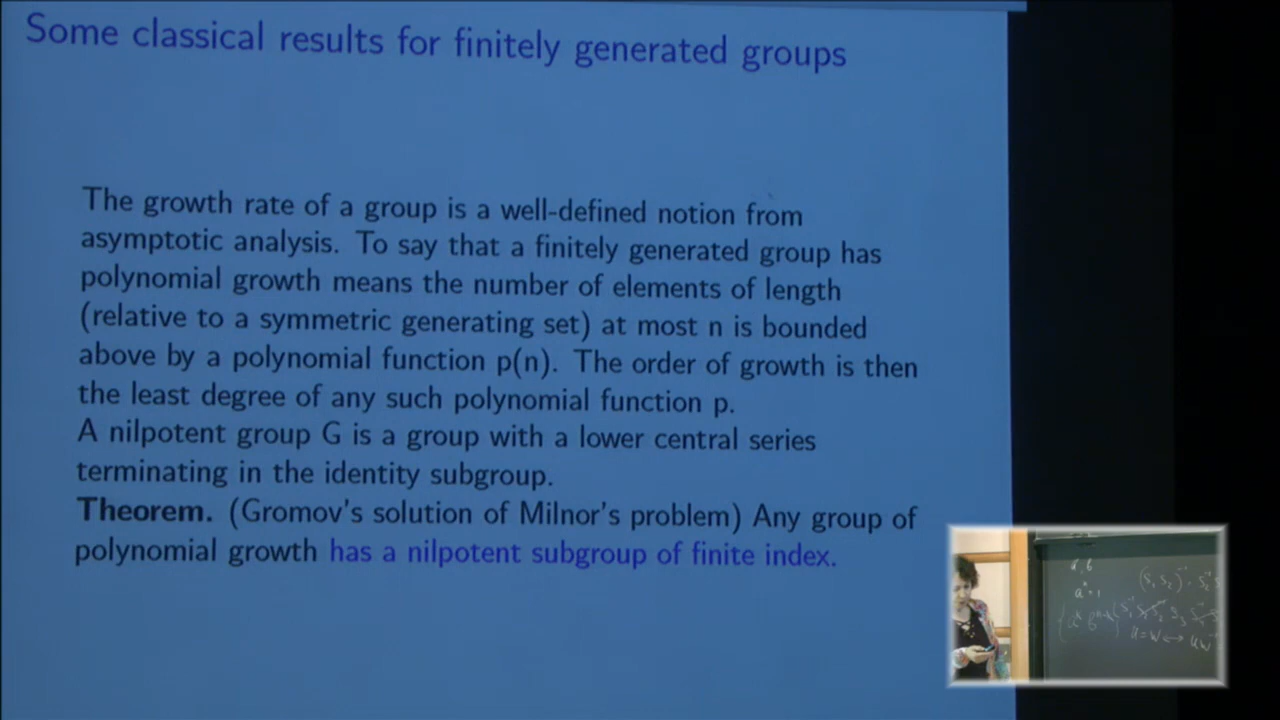 Some classical results for finitely generated groups
The growth rate of a group is a well-defined notion from
asymptotic analysis. To say that a finitely generated group has
polynomial growth means the number of elements of length
(relative to a symmetric generating set) at most n is bounded
above by a polynomial function p(n). The order of growth is then
the least degree of any such polynomial function p.
A nilpotent group G is a group with a lower central series
terminating in the identity subgroup.
Theorem. (Gromov's solution of Milnor's problem) Any group of
polynomial growth has a nilpotent subgroup of finite index.